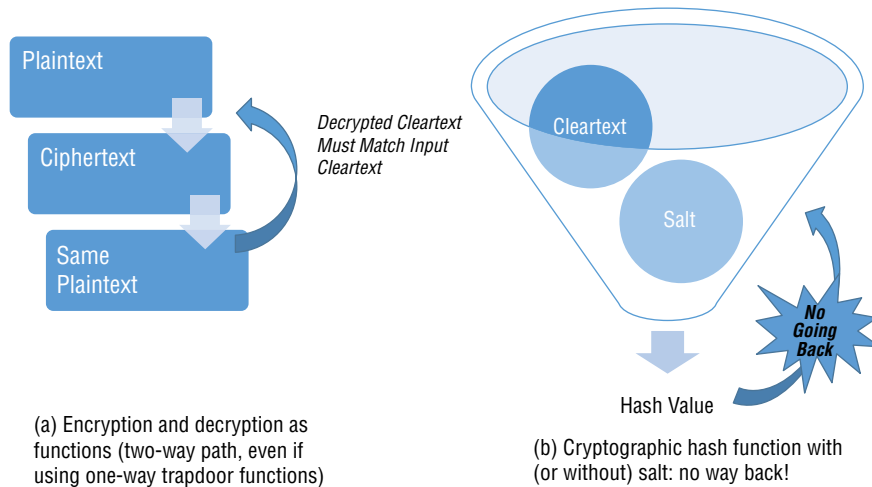 Plaintext
Ciphertext
Same
Plaintext
Decrypted Cleartext
Must Match Input
Cleartext
(a) Encryption and decryption as
functions (two-way path, even if
using one-way trapdoor functions)
Cleartext
Salt
No
Going
Back
Hash Value
(b) Cryptographic hash function with
(or without) salt: no way back!